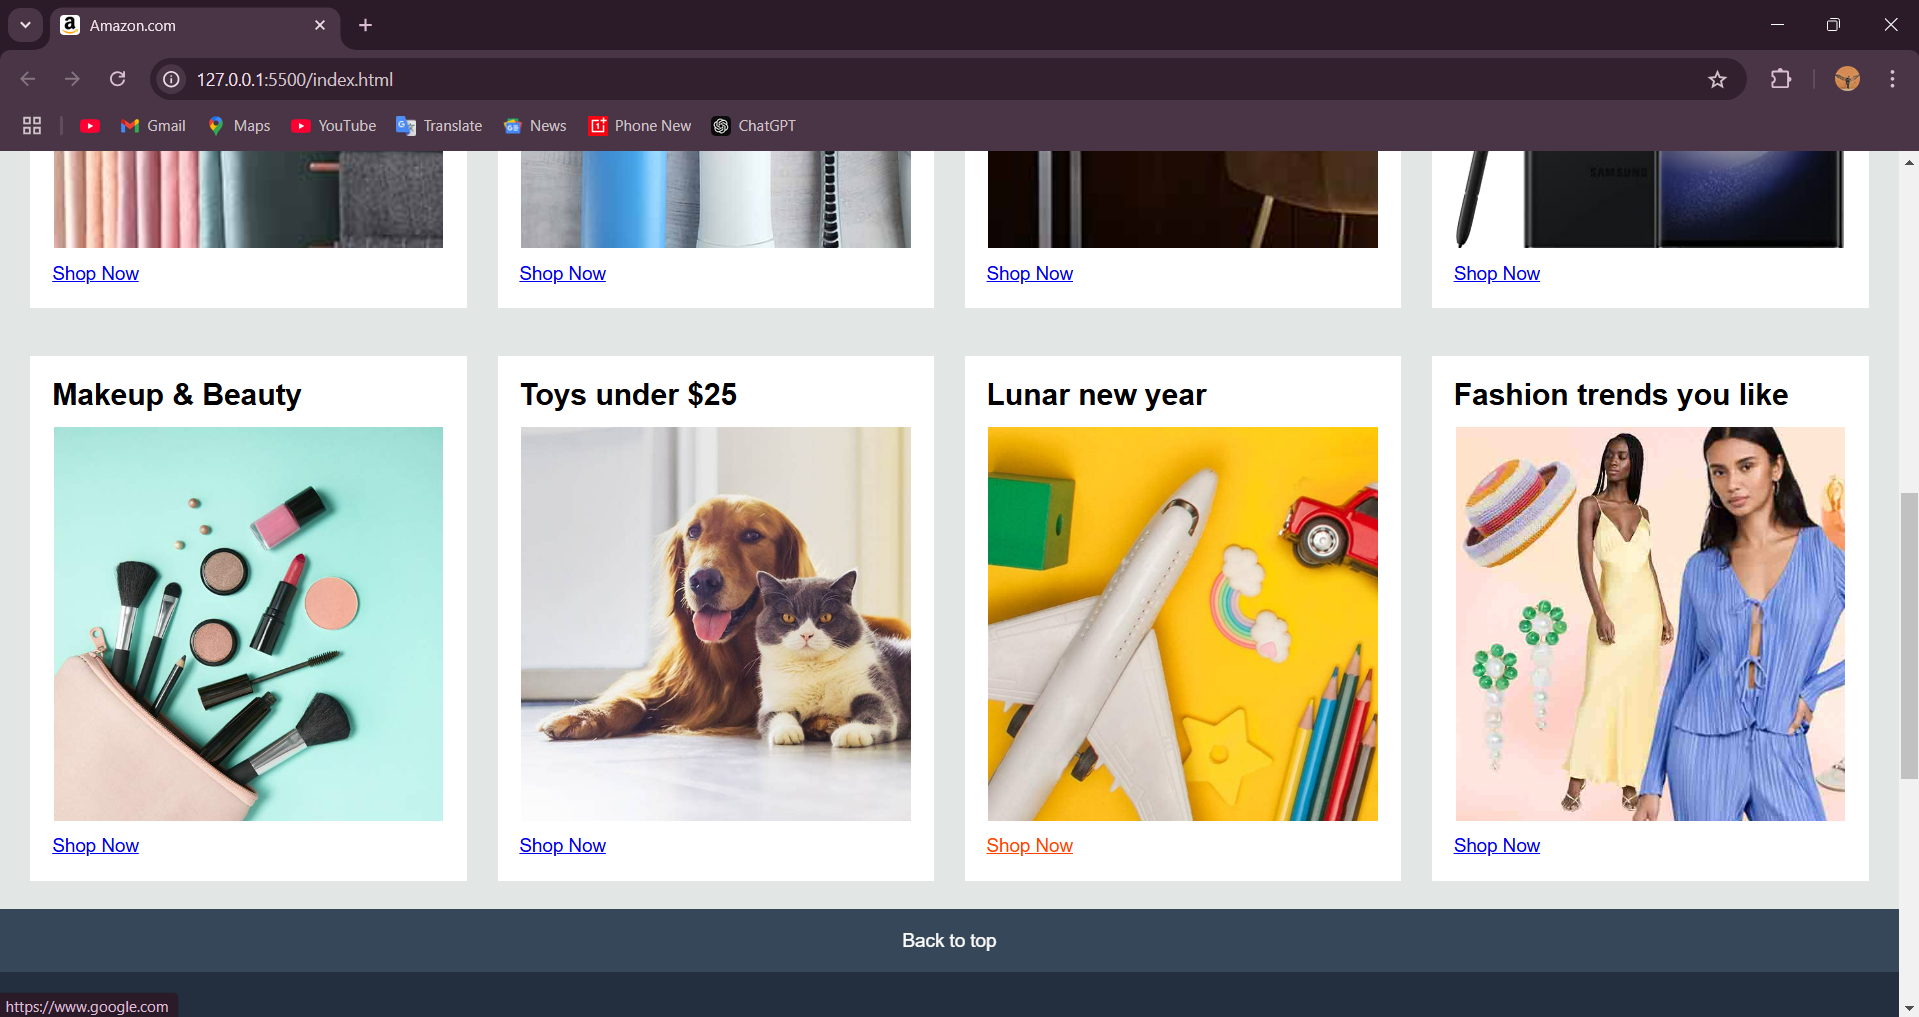 Amazon.com
127.0.0.1:5500/index.html
Gmail Maps YouTube Translate News Phone New ChatGPT
SAMSUNG
Shop Now Shop Now Shop Now Shop Now
Makeup & Beauty Toys under $25 Lunar new year Fashion trends you like
Shop Now Shop Now Shop Now Shop Now
Back to top
https://www.google.com